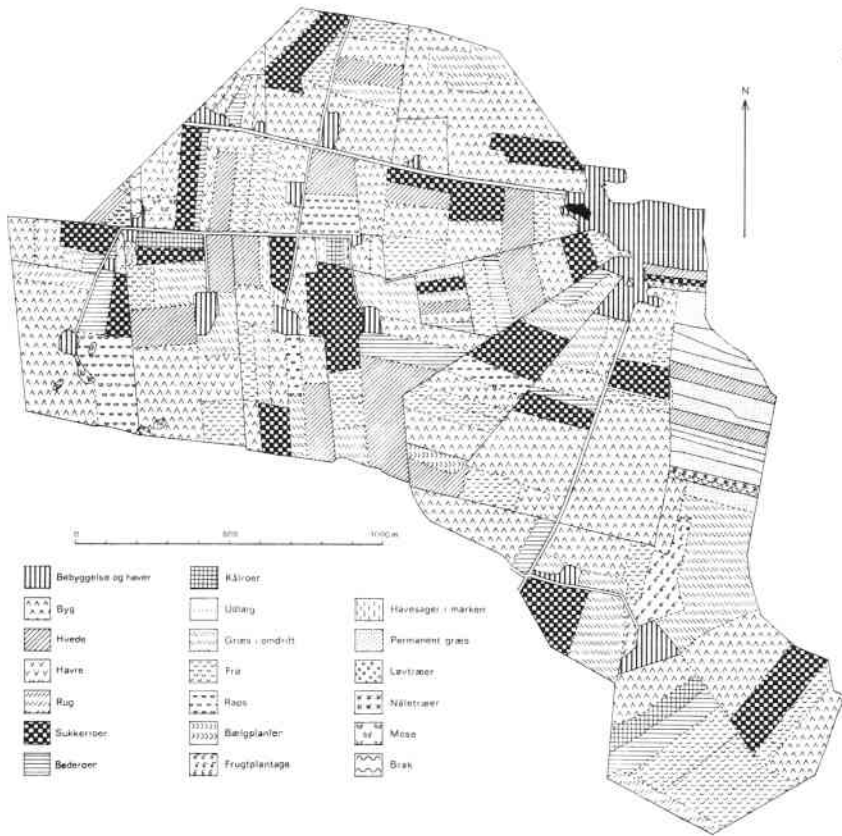 N
0
500
1000 m
Bebyggelse og haver
Byg
Hvede
Havre
Rug
Sukkerroer
Bederoer
Kålroer
Udlæg
Græs i omdrift
Frø
Raps
Bælgplanter
Frugtplantage
Havesager i marken
Permanent græs
Løvtræer
Nåletræer
Mose
Brak